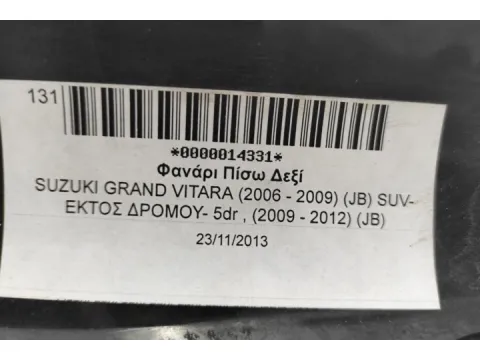 131
*0000014331*
Φανάρι Πίσω Δεξί
SUZUKI GRAND VITARA (2006 - 2009) (JB) SUV-
ΕΚΤΟΣ ΔΡΟΜΟΥ- 5dr , (2009 - 2012) (JB)
23/11/2013